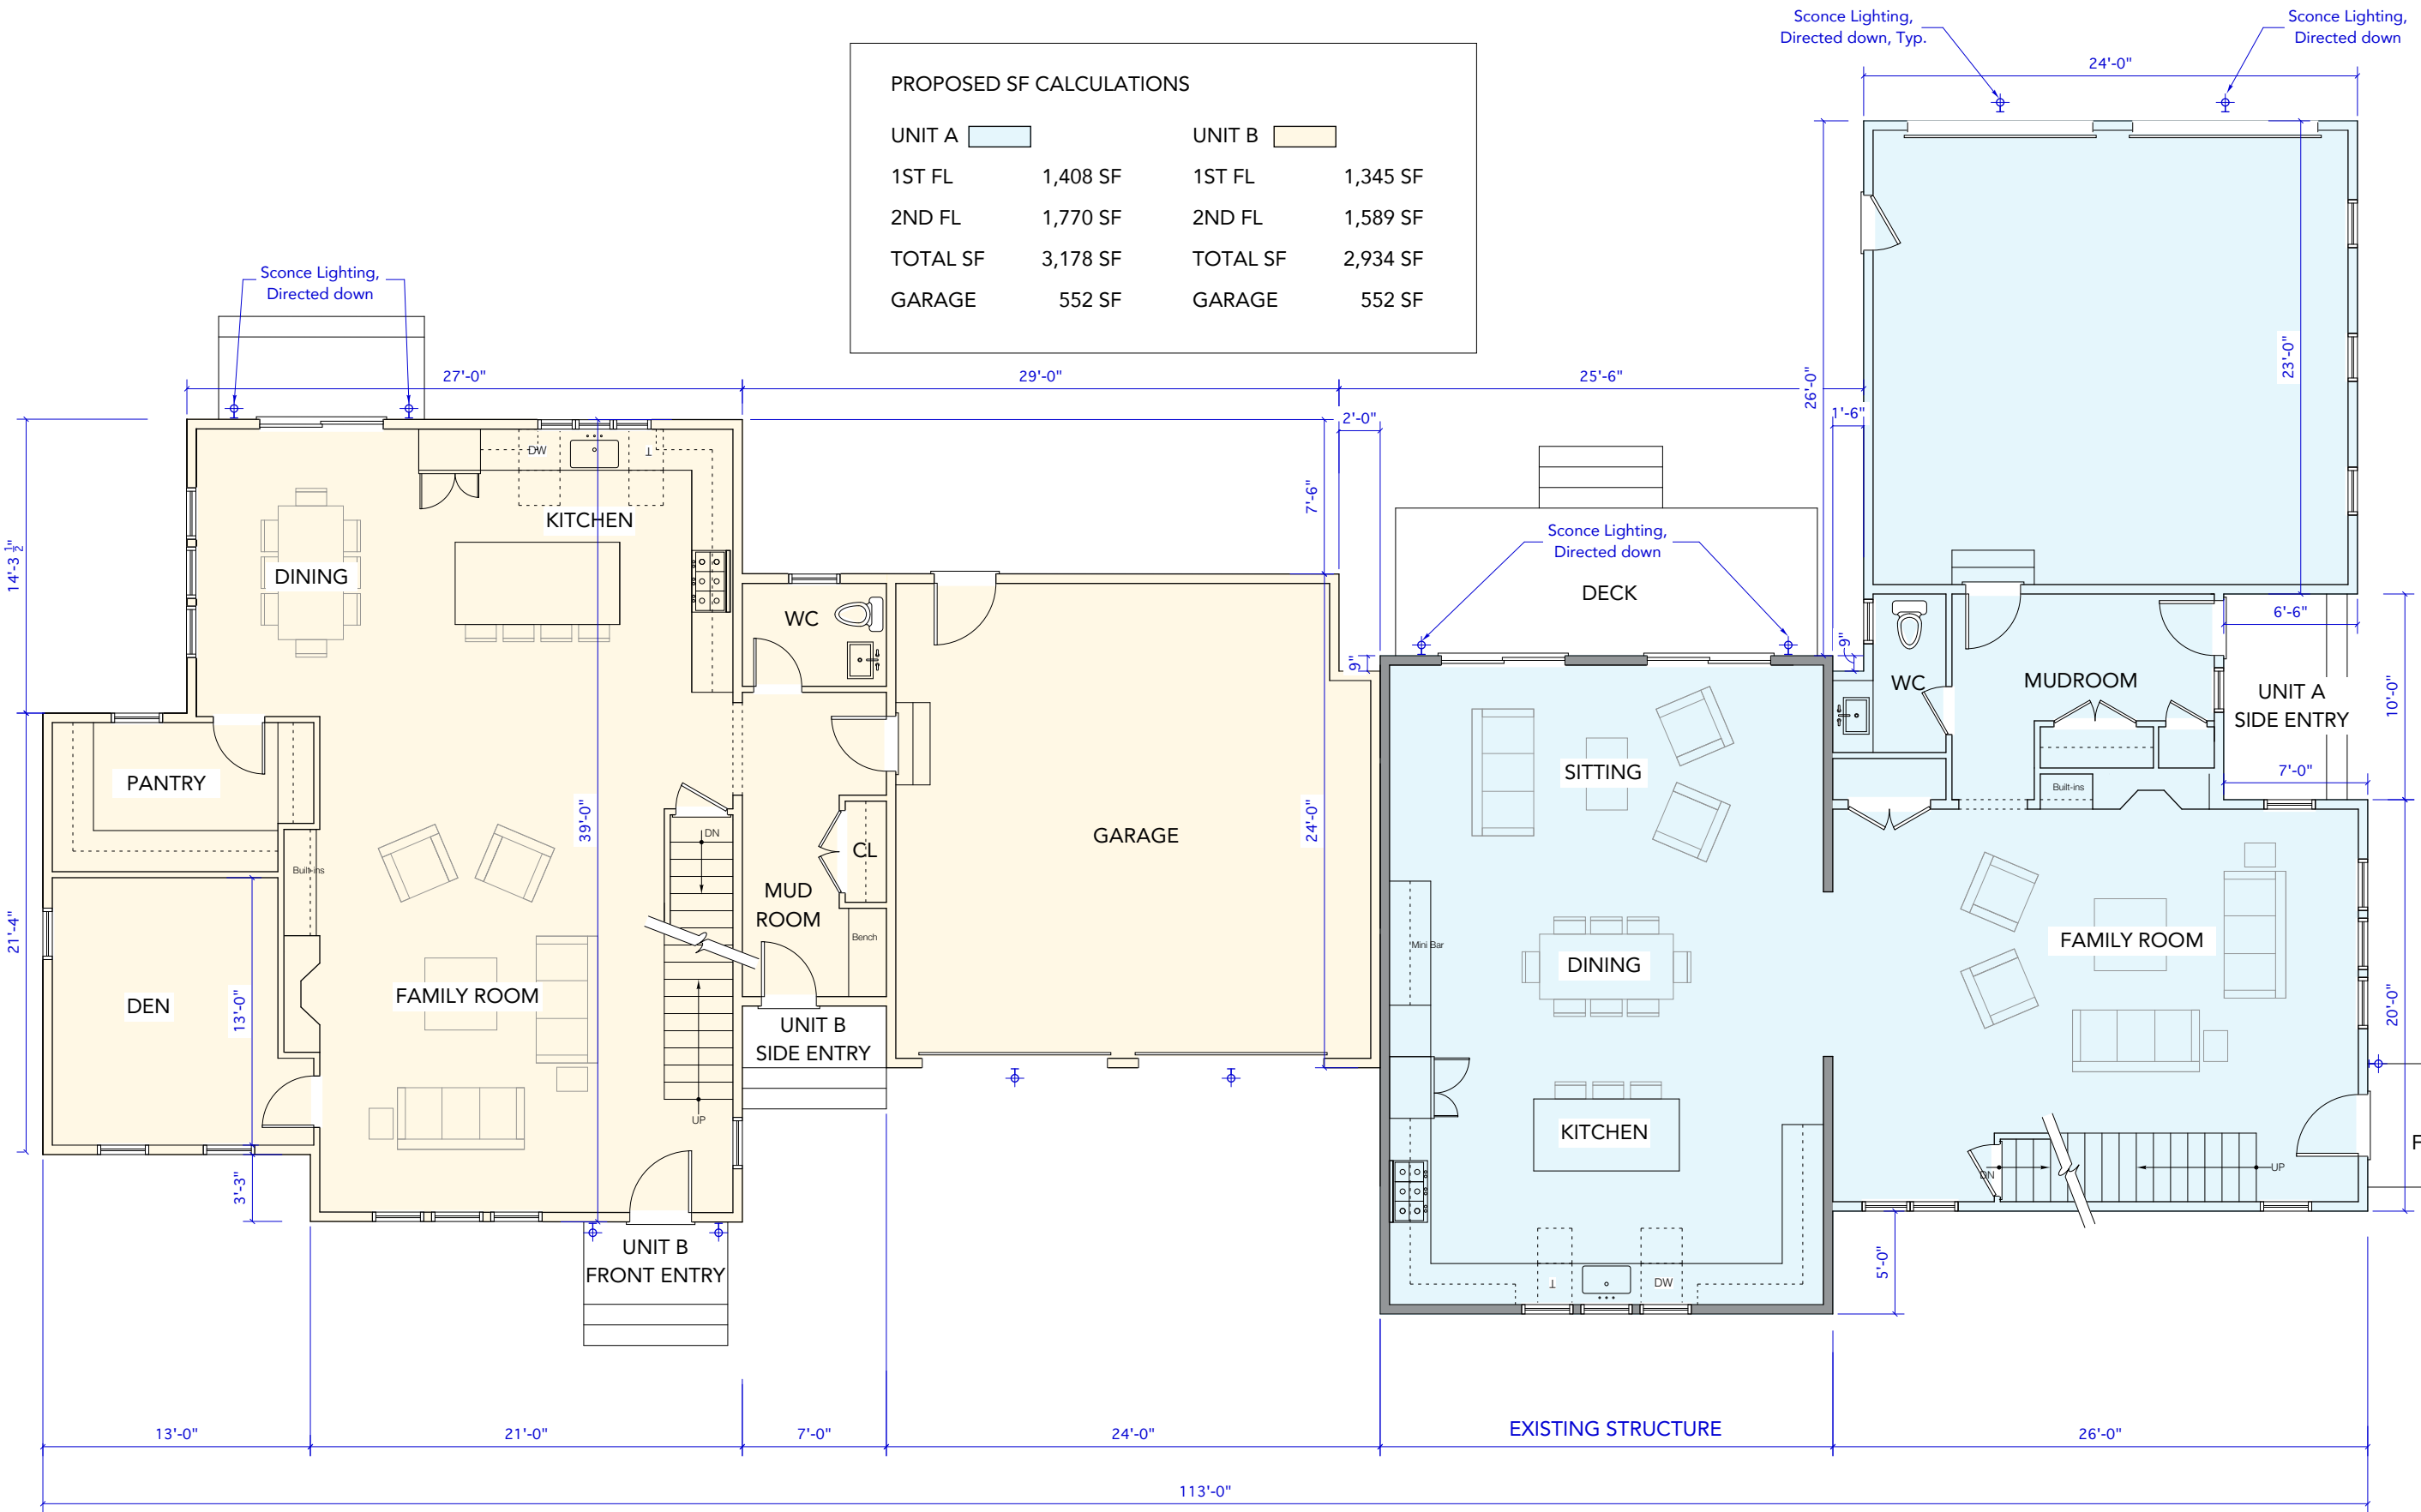 Sconce Lighting,
Directed down, Typ.
Sconce Lighting,
Directed down
24'-0"
PROPOSED SF CALCULATIONS
UNIT A
UNIT B
1ST FL 1,408 SF 1ST FL 1,345 SF
2ND FL 1,770 SF 2ND FL 1,589 SF
TOTAL SF 3,178 SF TOTAL SF 2,934 SF
GARAGE 552 SF GARAGE 552 SF
Sconce Lighting,
Directed down
27'-0"
29'-0"
25'-6"
26'-0"
23'-0"
2'-0"
1'-6"
7'-6"
14'-3 1/2"
DW
T
KITCHEN
DINING
WC
Sconce Lighting,
Directed down
DECK
6'-6"
9"
9"
WC
MUDROOM
UNIT A
SIDE ENTRY
10'-0"
PANTRY
SITTING
7'-0"
Built-ins
39'-0"
24'-0"
GARAGE
DN
CL
Built-ins
MUD
ROOM
Bench
21'-4"
Mini Bar
DINING
FAMILY ROOM
DEN
13'-0"
FAMILY ROOM
20'-0"
UNIT B
SIDE ENTRY
UP
KITCHEN
F
DN
UP
3'-3"
UNIT B
FRONT ENTRY
5'-0"
T
DW
13'-0"
21'-0"
7'-0"
24'-0"
EXISTING STRUCTURE
26'-0"
113'-0"